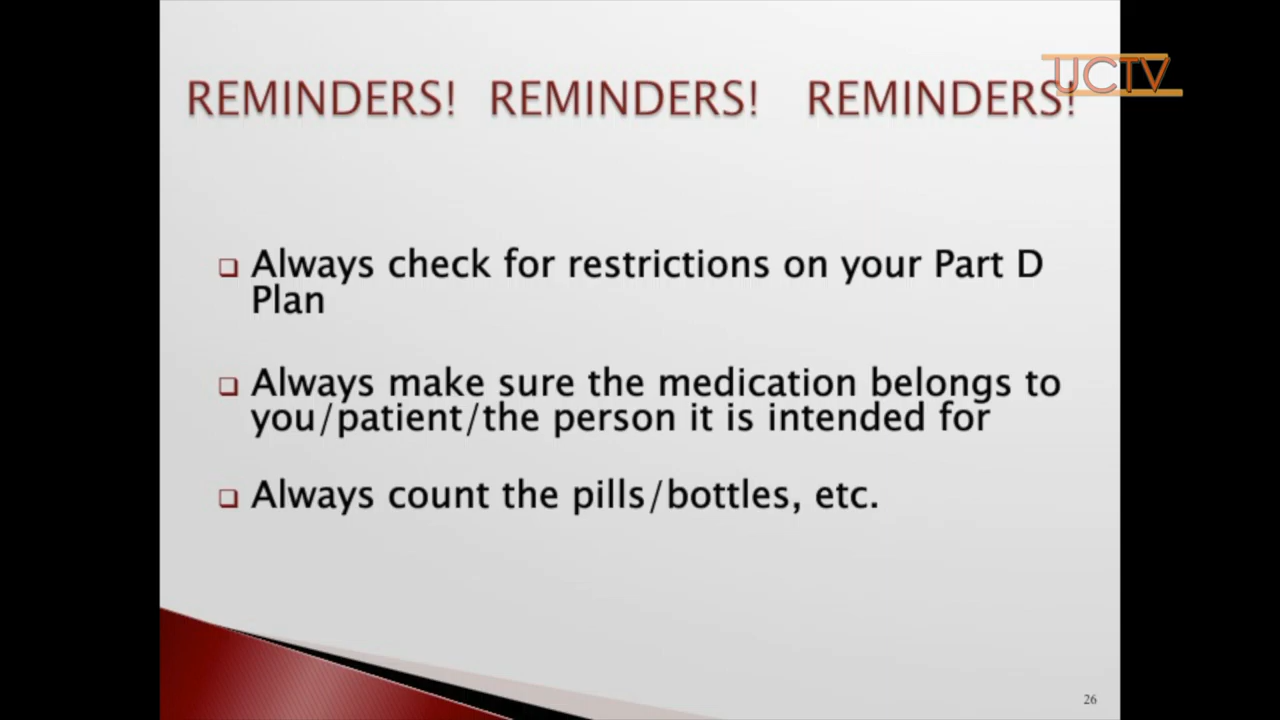 UCTV
REMINDERS! REMINDERS! REMINDERS!
Always check for restrictions on your Part D
Plan
Always make sure the medication belongs to
you/patient/the person it is intended for
Always count the pills/bottles, etc.
26